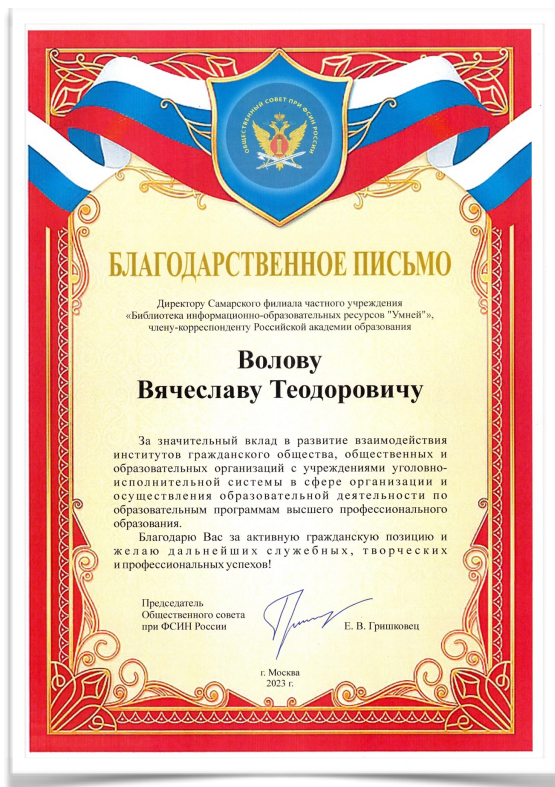 ОБЩЕСТВЕННЫЙ СОВЕТ ПРИ ФСИН РОССИИ
БЛАГОДАРСТВЕННОЕ ПИСЬМО
Директору Самарского филиала частного учреждения
«Библиотека информационно-образовательных ресурсов "Умней"»,
члену-корреспонденту Российской академии образования
Волову
Вячеславу Теодоровичу
За значительный вклад в развитие взаимодействия
институтов гражданского общества, общественных и
образовательных организаций с учреждениями уголовно-
исполнительной системы в сфере организации и
осуществления образовательной деятельности по
образовательным программам высшего профессионального
образования.
Благодарю Вас за активную гражданскую позицию и
желаю дальнейших служебных, творческих
и профессиональных успехов!
Председатель
Общественного совета
при ФСИН России
Е. В. Гришковец
г. Москва
2023 г.